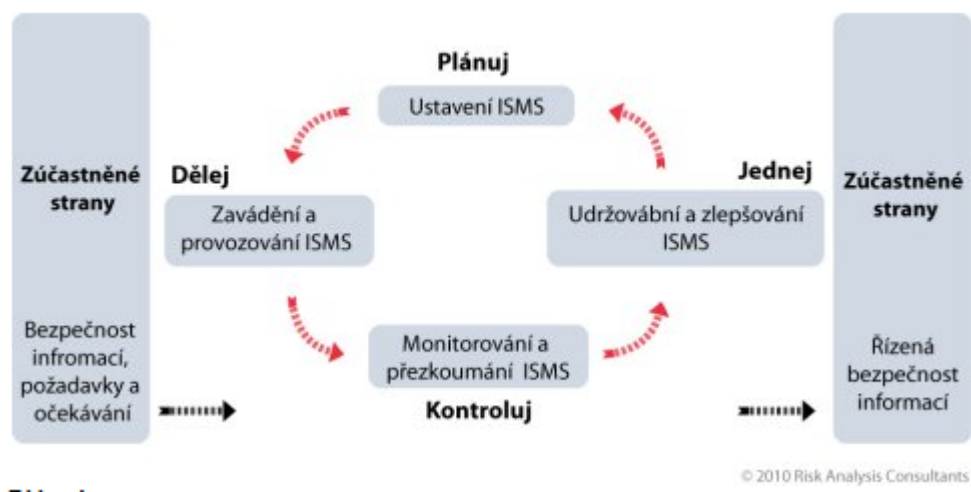 Plánuj
Ustavení ISMS
Zúčastněné
strany
Bezpečnost
infromací,
požadavky a
očekávání
Dělej
Zavádění a
provozování ISMS
Monitorování a
přezkoumání ISMS
Kontroluj
Jednej
Udržovábní a zlepšování
ISMS
Zúčastněné
strany
Řízená
bezpečnost
informací
© 2010 Risk Analysis Consultants